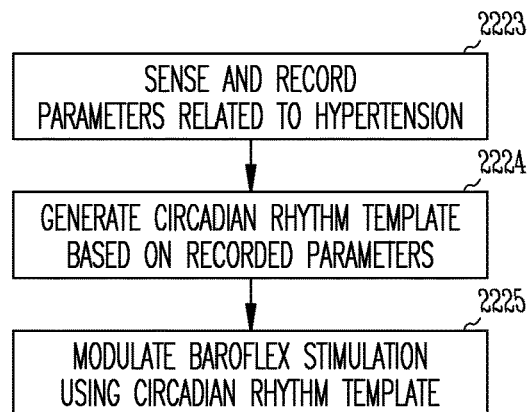 2223
SENSE AND RECORD
PARAMETERS RELATED TO HYPERTENSION
2224
GENERATE CIRCADIAN RHYTHM TEMPLATE
BASED ON RECORDED PARAMETERS
2225
MODULATE BAROFLEX STIMULATION
USING CIRCADIAN RHYTHM TEMPLATE